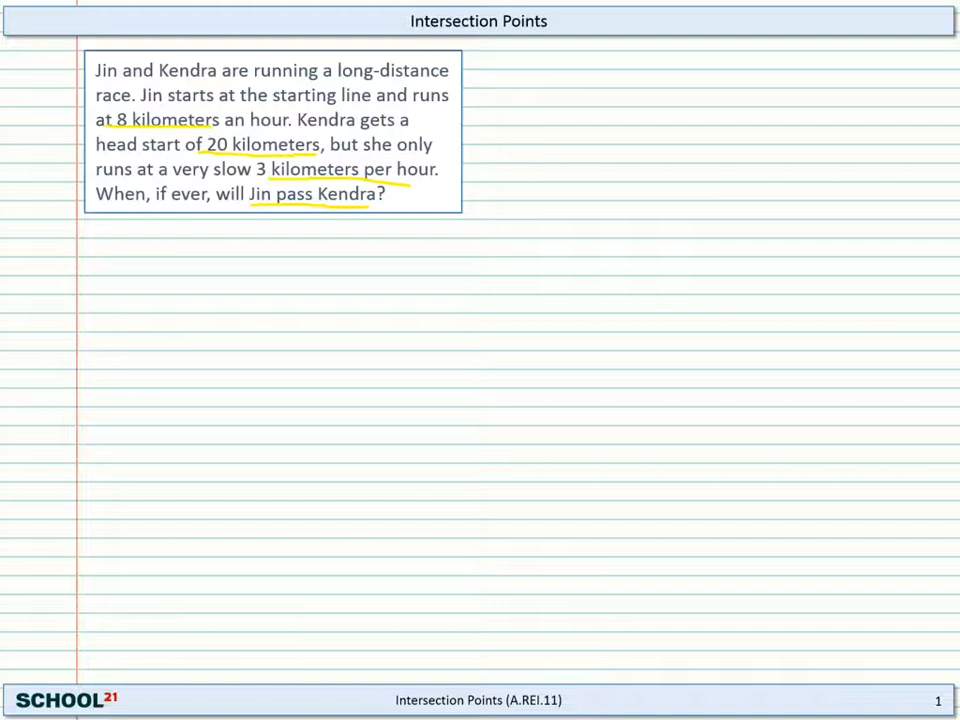 Intersection Points
Jin and Kendra are running a long-distance
race. Jin starts at the starting line and runs
at 8 kilometers an hour. Kendra gets a
head start of 20 kilometers, but she only
runs at a very slow 3 kilometers per hour.
When, if ever, will Jin pass Kendra?
SCHOOL21
Intersection Points (A.REI.11)
1